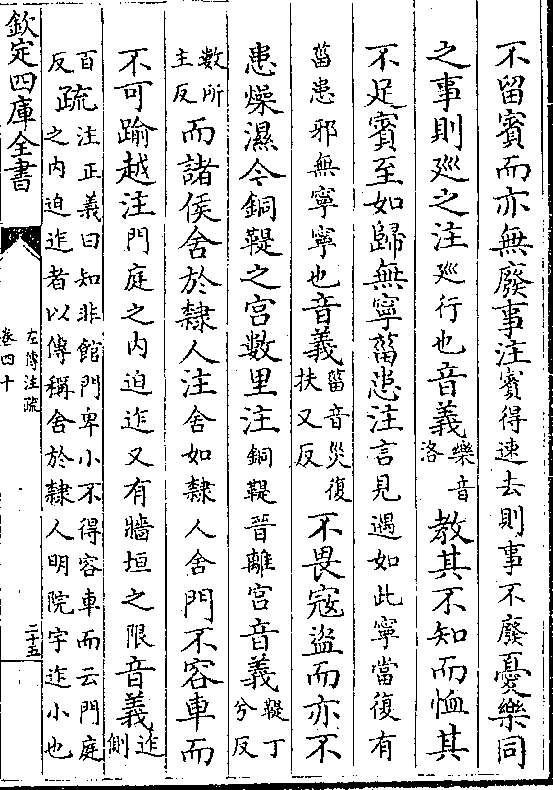 不留賓而亦無廢事注賓得速去則事不廢憂樂同
之事則廵之注廵行也音義樂音洛教其不知而恤其
不足賓至如歸無寧菑患注言見遇如此寧當復有
菑患邪無寧寧也音義菑音災復扶又反不畏寇盜而亦不
患燥濕今銅鞮之宫數里注銅鞮晉離宫音義鞮丁兮反
數所主反而諸侯舍於隸人注舍如隸人舍門不容車而
不可踰越注門庭之内迫迮又有牆垣之限音義迮側
百反疏注正義曰知非館門卑小不得容車而云門庭之内迫迮者以傳稱舍於隸人明院宇迮小也
欽定四庫全書
左傳注疏
卷四十
二十五